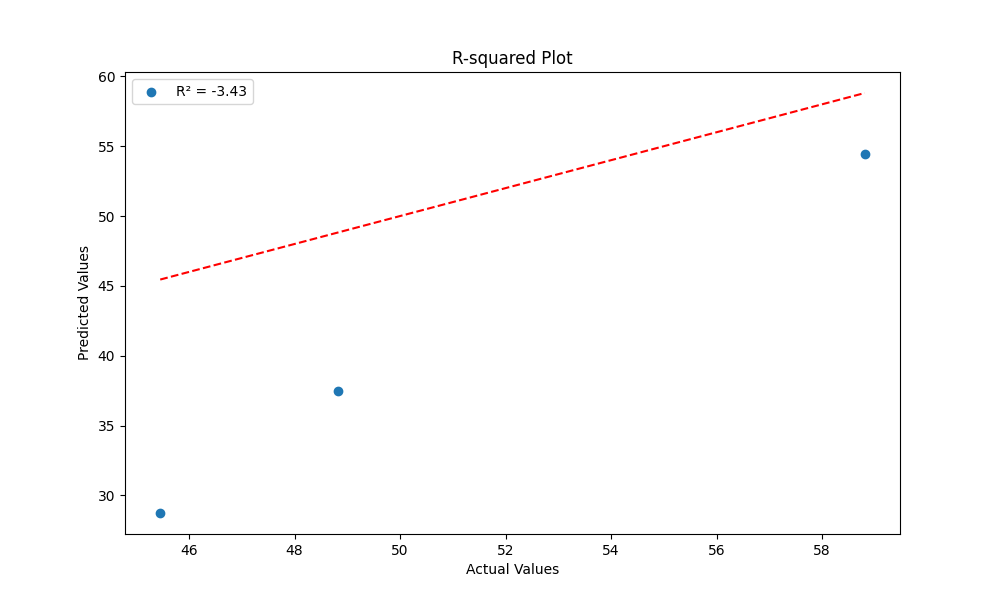 R-squared Plot
R² = -3.43
60
55
50
45
40
35
30
Predicted Values
46 48 50 52 54 56 58
Actual Values